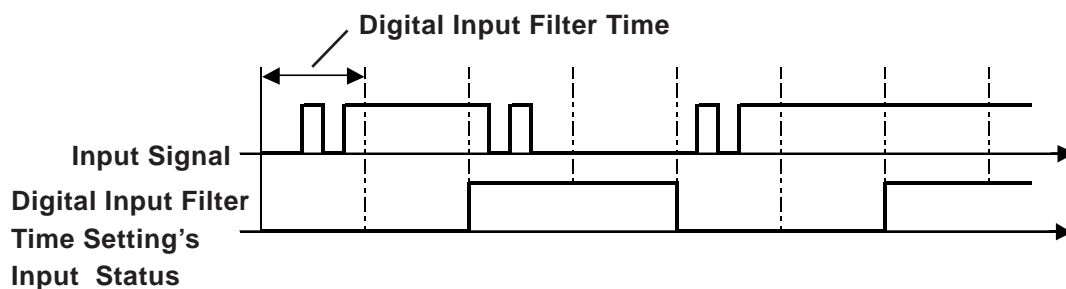 Digital Input Filter Time
Input Signal
Digital Input Filter
Time Setting's
Input Status